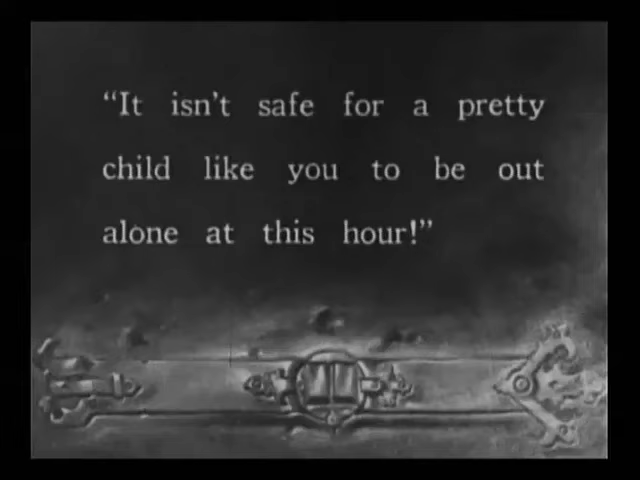 “It isn't safe for a pretty
child like you to be out
alone at this hour!”